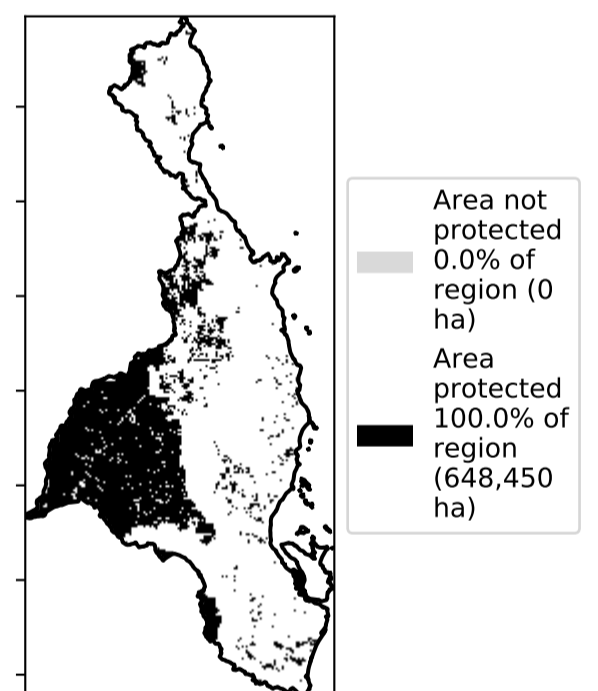 Area not
protected
0.0% of
region (0
ha)
Area
protected
100.0% of
region
(648,450
ha)